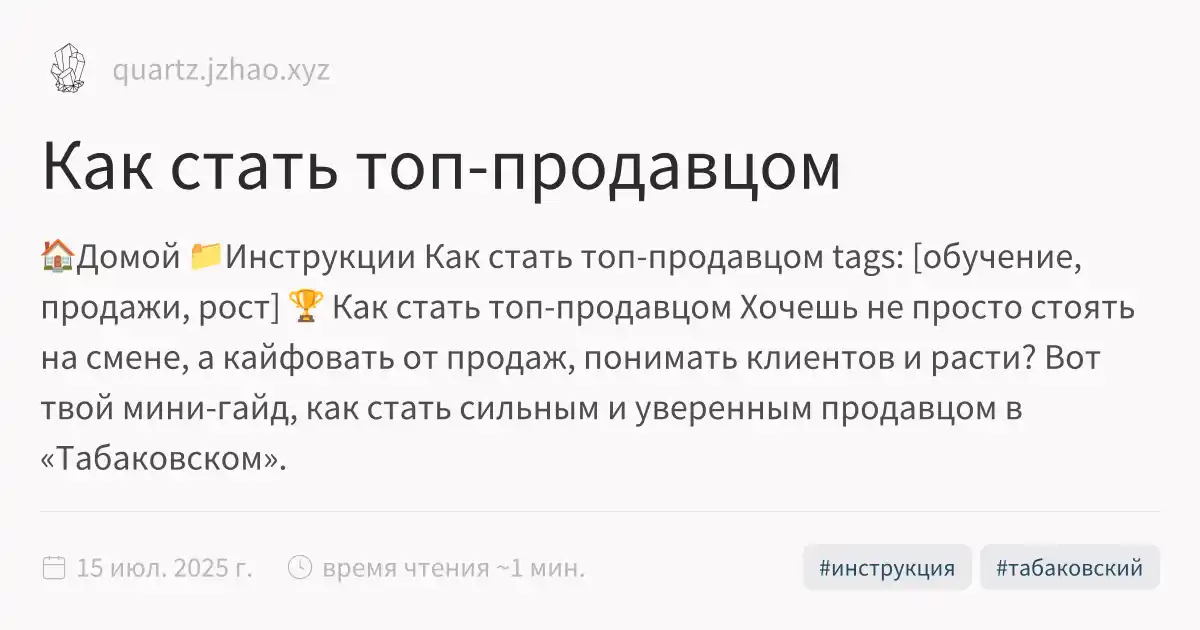 quartz.jzhao.xyz
Как стать топ-продавцом
🏠Домой 📁Инструкции Как стать топ-продавцом tags: [обучение,
продажи, рост] 🏆 Как стать топ-продавцом Хочешь не просто стоять
на смене, а кайфовать от продаж, понимать клиентов и расти? Вот
твой мини-гайд, как стать сильным и уверенным продавцом в
«Табаковском».
15 июл. 2025 г. время чтения ~1 мин. #инструкция #табаковский